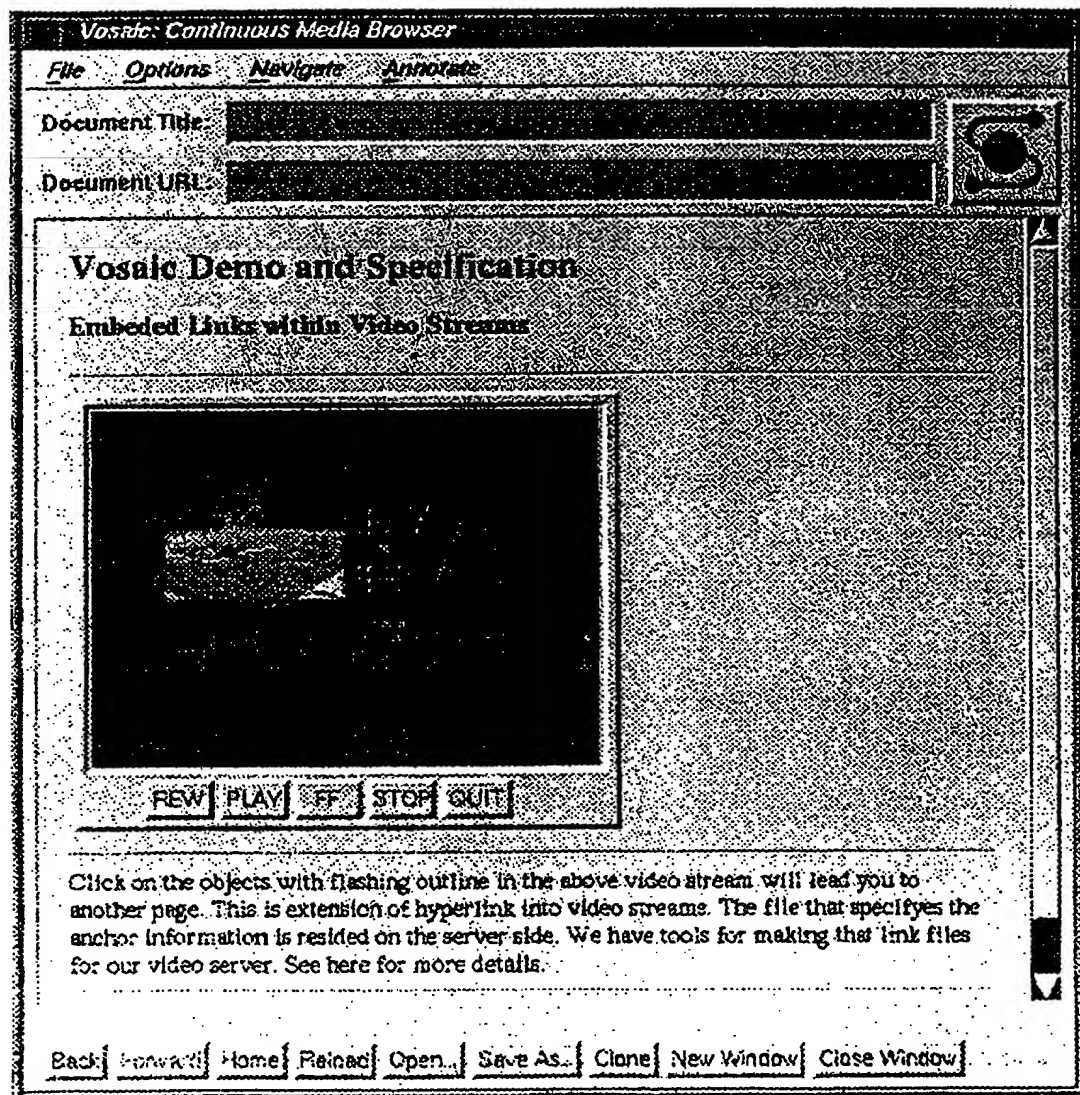 Vosaic: Continuous Media Browser
File Options Navigate Annotate
Document Title:
Document URL:
Vosaic Demo and Specification
Embeded Links within Video Streams
REW PLAY FF STOP QUIT
Click on the objects with flashing outline in the above video stream will lead you to
another page. This is extension of hyperlink into video streams. The file that specifyes the
anchor information is resided on the server side. We have tools for making that link files
for our video server. See here for more details.
Back Forward Home Reload Open... Save As... Clone New Window Close Window